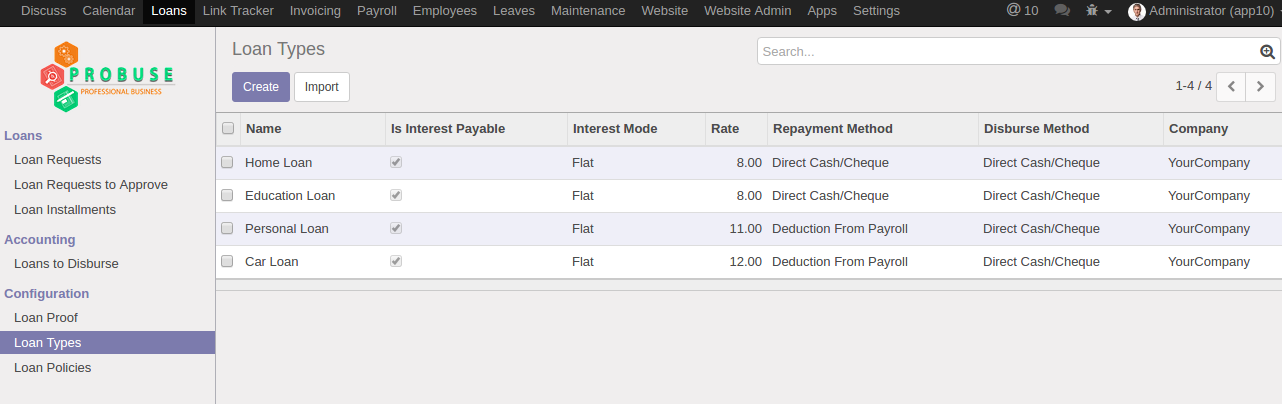 Discuss Calendar Loans Link Tracker Invoicing Payroll Employees Leaves Maintenance Website Website Admin Apps Settings @ 10 Administrator (app10)
PROBUSE
PROFESSIONAL BUSINESS
Loans
Loan Requests
Loan Requests to Approve
Loan Installments
Accounting
Loans to Disburse
Configuration
Loan Proof
Loan Types
Loan Policies
Loan Types
Search...
Create Import
1-4 / 4
Name Is Interest Payable Interest Mode Rate Repayment Method Disburse Method Company
Home Loan Flat 8.00 Direct Cash/Cheque Direct Cash/Cheque YourCompany
Education Loan Flat 8.00 Direct Cash/Cheque Direct Cash/Cheque YourCompany
Personal Loan Flat 11.00 Deduction From Payroll Direct Cash/Cheque YourCompany
Car Loan Flat 12.00 Deduction From Payroll Direct Cash/Cheque YourCompany